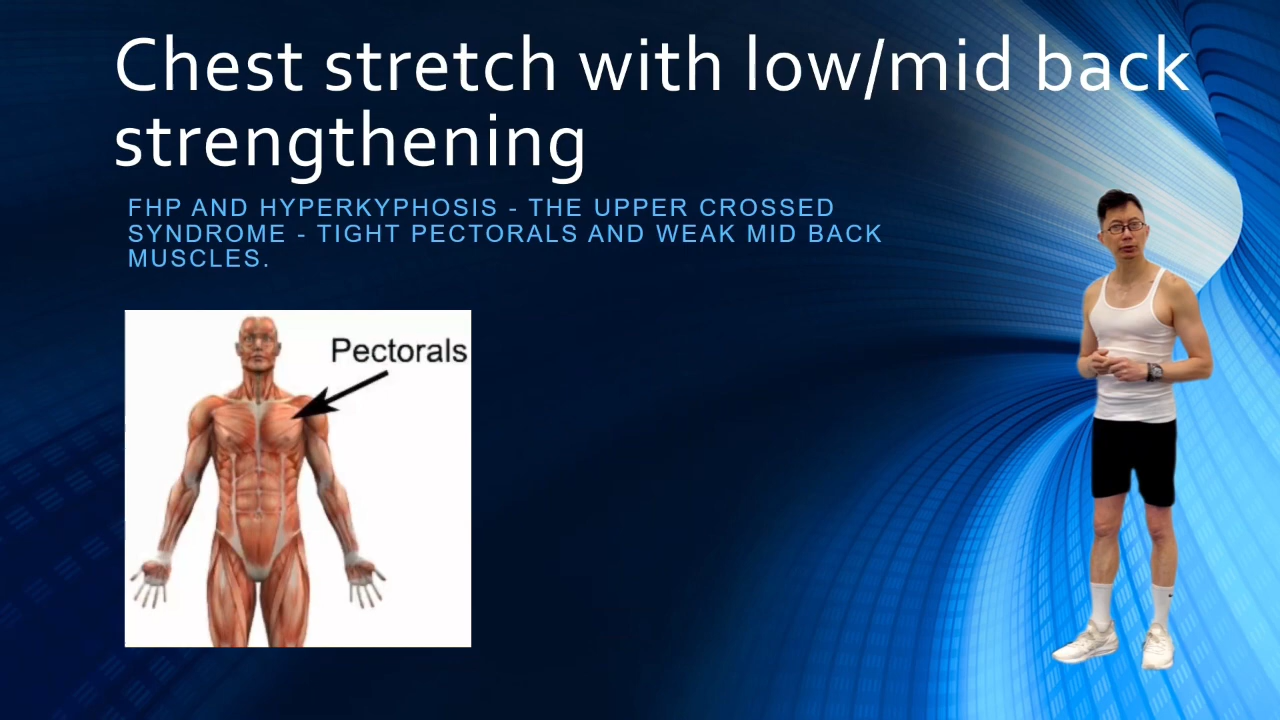 Chest stretch with low/mid back
strengthening
FHP AND HYPERKYPHOSIS - THE UPPER CROSSED
SYNDROME - TIGHT PECTORALS AND WEAK MID BACK
MUSCLES.
Pectorals